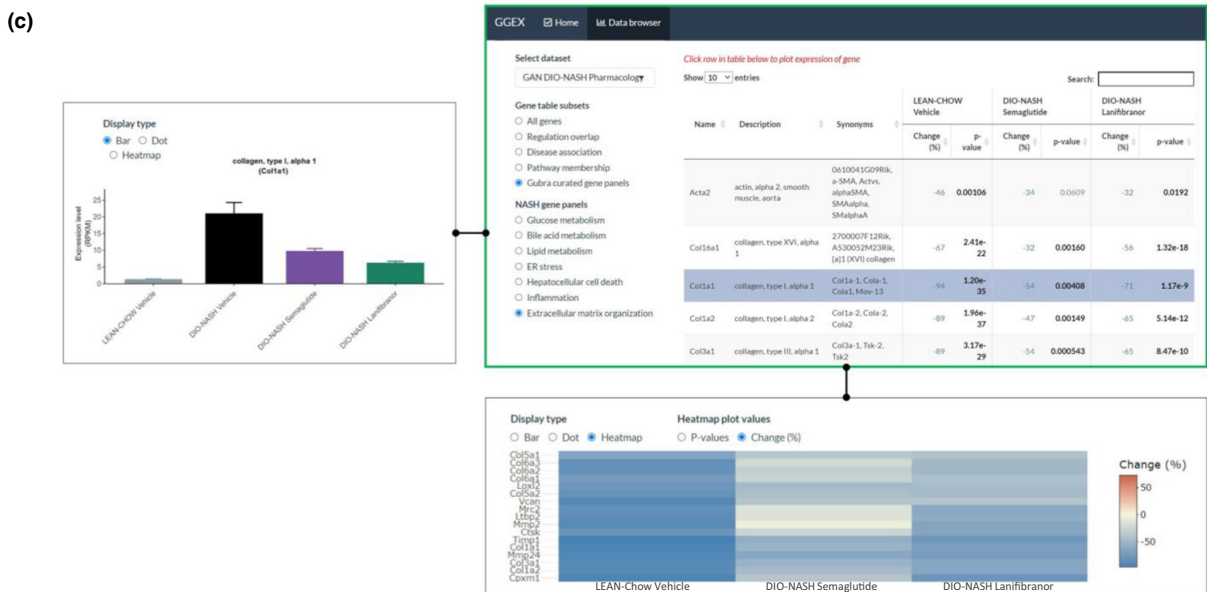 (c)
Display type
Bar Dot
Heatmap
collagen, type I, alpha 1
(Col1a1)
Expression level
(RPKM)
25
20
15
10
5
0
LEAN-CHOW Vehicle
DIO-NASH Vehicle
DIO-NASH Semaglutide
DIO-NASH Lanifibranor
GGEX Home Data browser
Select dataset
GAN DIO-NASH Pharmacology
Gene table subsets
All genes
Regulation overlap
Disease association
Pathway membership
Gubra curated gene panels
NASH gene panels
Glucose metabolism
Bile acid metabolism
Lipid metabolism
ER stress
Hepatocellular cell death
Inflammation
Extracellular matrix organization
Click row in table below to plot expression of gene
Show 10 entries
Search:
LEAN-CHOW
Vehicle
DIO-NASH
Semaglutide
DIO-NASH
Lanifibranor
Name Description Synonyms
Change
(%)
p-
value
Change
(%)
p-value
Change
(%)
p-value
Acta2
actin, alpha 2, smooth
muscle, aorta
0610041G09Rik,
a-SMA, Actvs,
alphaSMA,
SMAalpha,
SMalphaA
-46 0.00106 -34 0.0609 -32 0.0192
Col16a1
collagen, type XVI, alpha
1
2700007F12Rik,
A530052M23Rik,
[a]1 (XVI) collagen
-67
2.41e-
22
-32 0.00160 -56 1.32e-18
Col1a1
collagen, type I, alpha 1
Col1a-1, Cola-1,
Cola1, Mov-13
-94
1.20e-
35
-54 0.00408 -71 1.17e-9
Col1a2
collagen, type I, alpha 2
Col1a-2, Cola-2,
Cola2
-89
1.96e-
37
-47 0.00149 -65 5.14e-12
Col3a1
collagen, type III, alpha 1
Col3a-1, Tsk-2,
Tsk2
-89
3.17e-
29
-54 0.000543 -65 8.47e-10
Display type
Bar Dot Heatmap
Heatmap plot values
P-values Change (%)
Col5a1
Col6a3
Col6a2
Col6a1
Loxl2
Col5a2
Vcan
Mrc2
Ltbp2
Mmp2
Ctsk
Timp1
Col1a1
Mmp24
Col3a1
Col1a2
Cpxm1
LEAN-Chow Vehicle
DIO-NASH Semaglutide
DIO-NASH Lanifibranor
Change (%)
50
0
-50